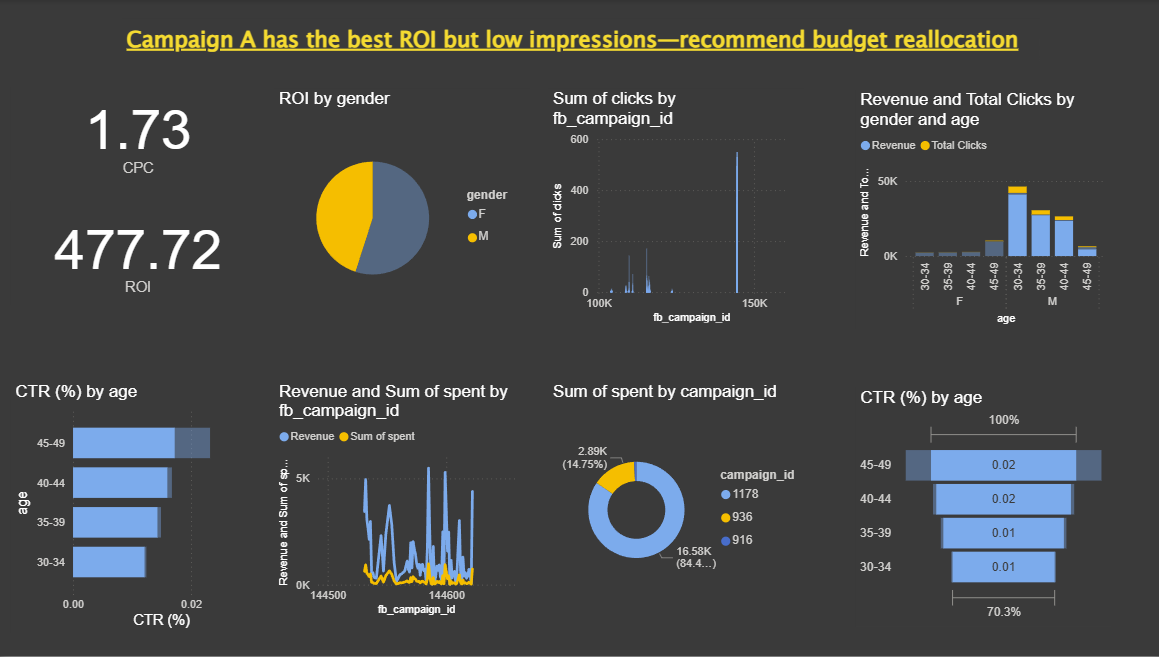 Campaign A has the best ROI but low impressions—recommend budget reallocation
1.73
CPC
477.72
ROI
ROI by gender
gender
F
M
Sum of clicks by
fb_campaign_id
Sum of clicks
600
400
200
0
100K
150K
fb_campaign_id
Revenue and Total Clicks by
gender and age
Revenue
Total Clicks
Revenue and To...
50K
0K
30-34
35-39
40-44
45-49
30-34
35-39
40-44
45-49
F
M
age
CTR (%) by age
age
45-49
40-44
35-39
30-34
0.00
0.02
CTR (%)
Revenue and Sum of spent by
fb_campaign_id
Revenue
Sum of spent
Revenue and Sum of sp...
5K
0K
144500
144600
fb_campaign_id
Sum of spent by campaign_id
2.89K
(14.75%)
16.58K
(84.4...)
campaign_id
1178
936
916
CTR (%) by age
100%
45-49
0.02
40-44
0.02
35-39
0.01
30-34
0.01
70.3%